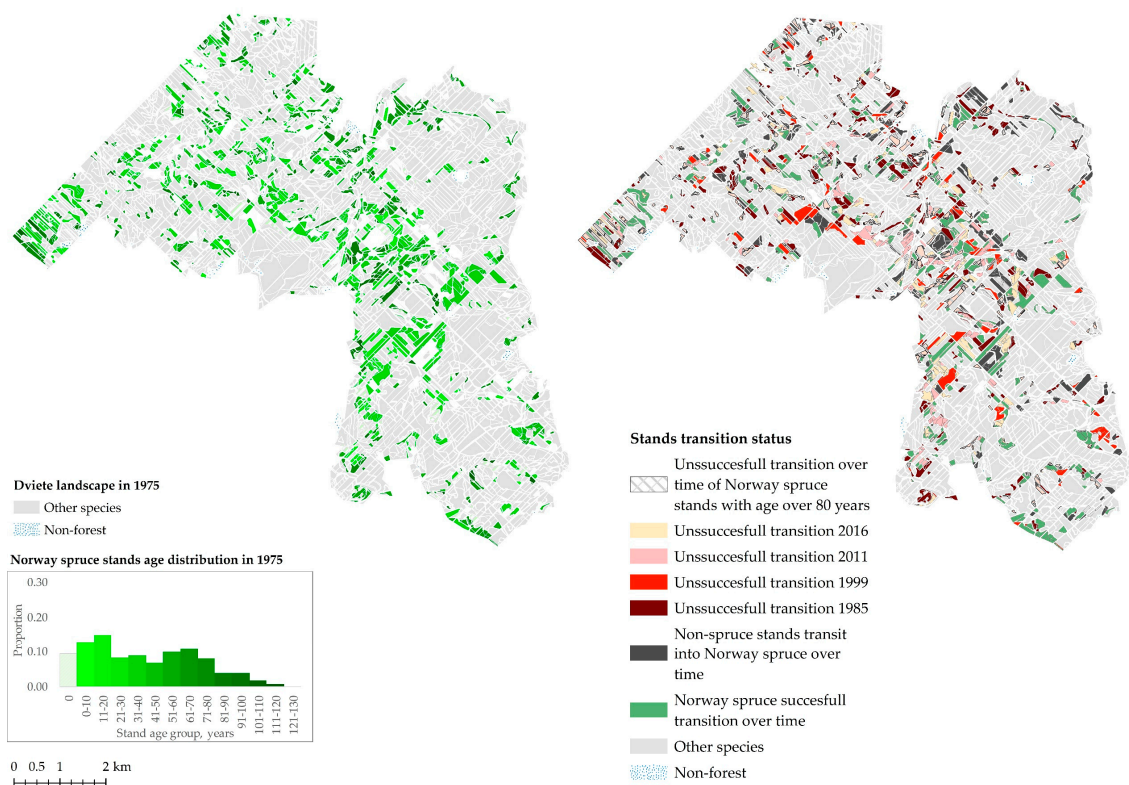 Dviete landscape in 1975
Other species
Non-forest
Norway spruce stands age distribution in 1975
Proportion
0.30
0.20
0.10
0.00
0
0-10
11-20
21-30
31-40
41-50
51-60
61-70
71-80
81-90
91-100
101-110
111-120
121-130
Stand age group, years
0 0.5 1 2 km
Stands transition status
Unssuccesfull transition over
time of Norway spruce
stands with age over 80 years
Unssuccesfull transition 2016
Unssuccesfull transition 2011
Unssuccesfull transition 1999
Unssuccesfull transition 1985
Non-spruce stands transit
into Norway spruce over
time
Norway spruce succesfull
transition over time
Other species
Non-forest